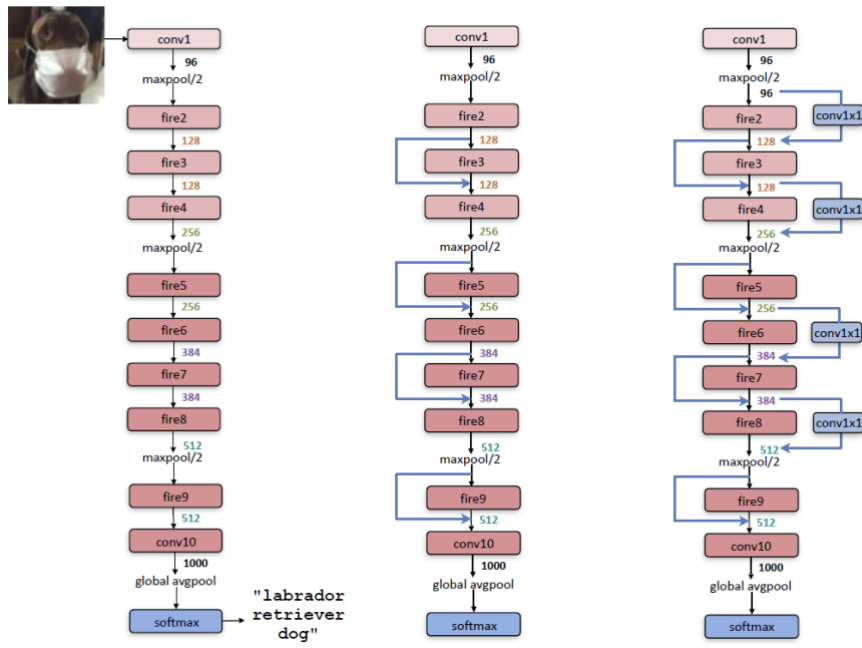 conv1
96
maxpool/2
fire2
128
fire3
128
fire4
256
maxpool/2
fire5
256
fire6
384
fire7
384
fire8
512
maxpool/2
fire9
512
conv10
1000
global avgpool
softmax
"labrador
retriever
dog"
conv1
96
maxpool/2
fire2
128
fire3
128
fire4
256
maxpool/2
fire5
256
fire6
384
fire7
384
fire8
512
maxpool/2
fire9
512
conv10
1000
global avgpool
softmax
conv1
96
maxpool/2
96
conv1x1
fire2
128
fire3
128
conv1x1
fire4
256
maxpool/2
fire5
256
conv1x1
fire6
384
fire7
384
conv1x1
fire8
512
maxpool/2
fire9
512
conv10
1000
global avgpool
softmax